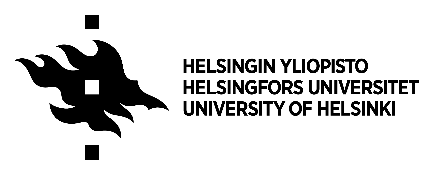 HELSINGIN YLIOPISTO
HELSINGFORS UNIVERSITET
UNIVERSITY OF HELSINKI